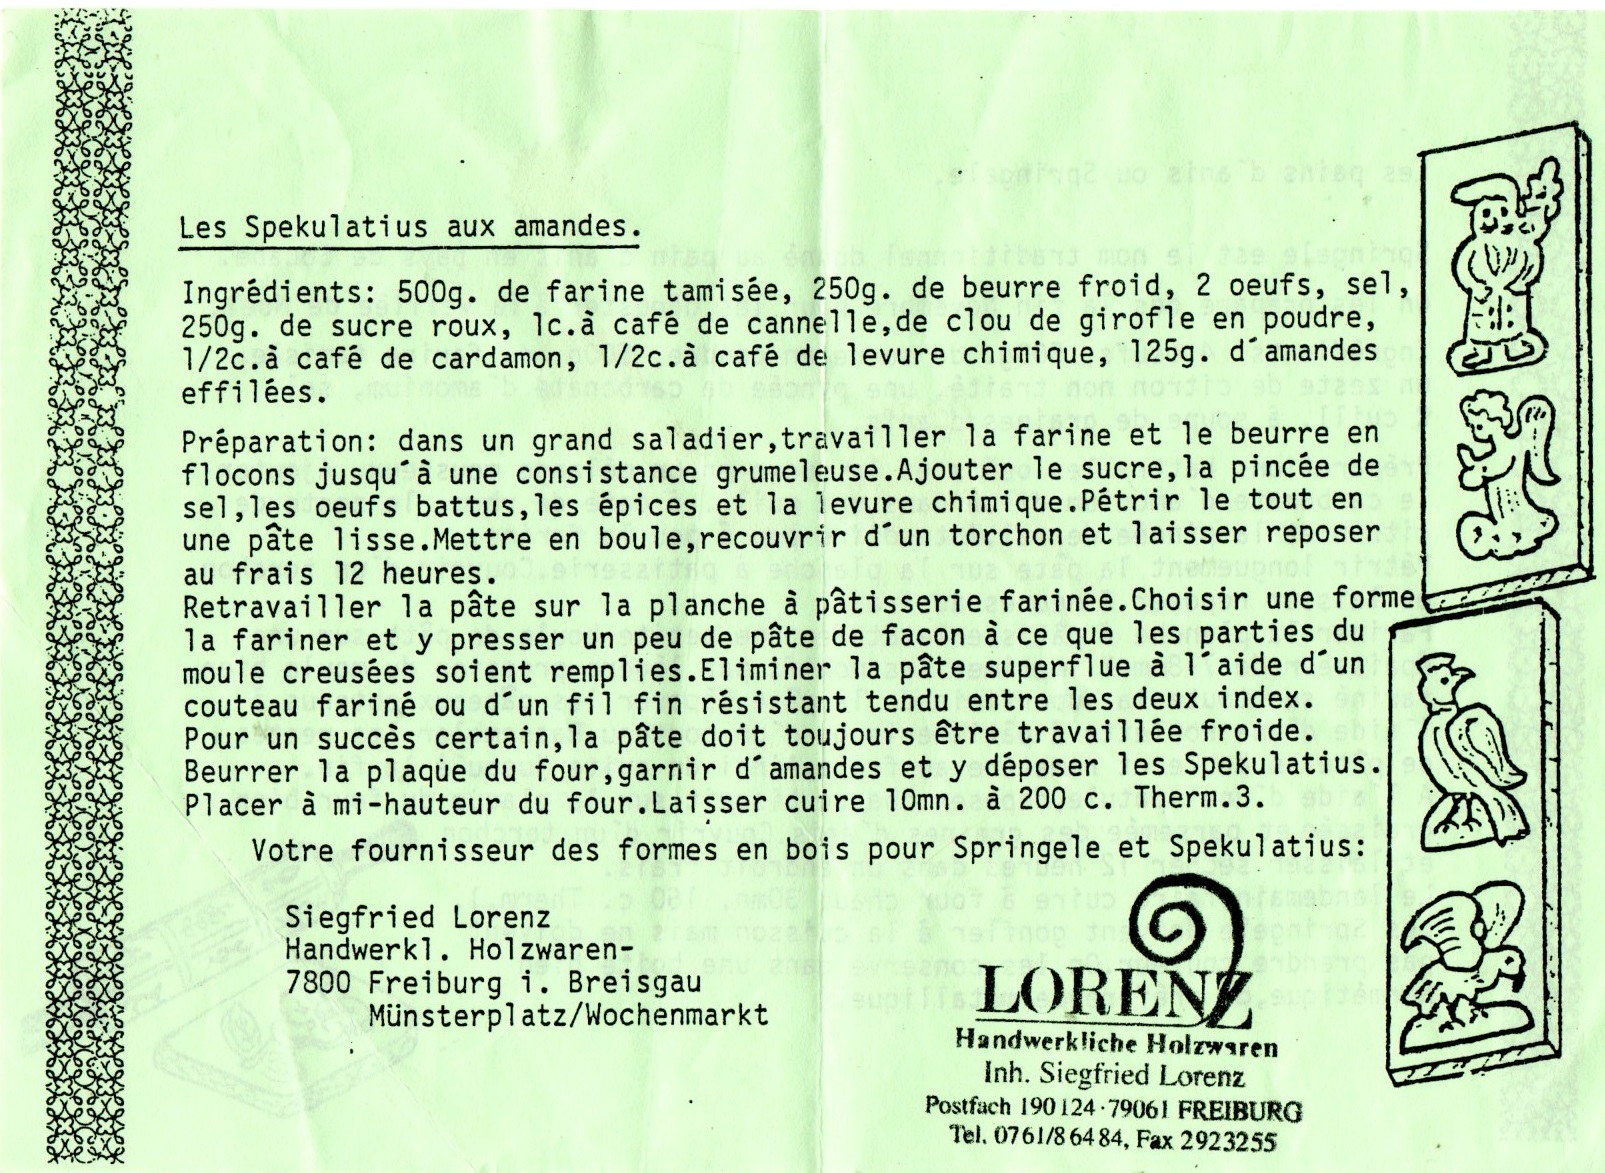 Les Spekulatius aux amandes.
Ingrédients: 500g. de farine tamisée, 250g. de beurre froid, 2 oeufs, sel,
250g. de sucre roux, 1c.à café de cannelle,de clou de girofle en poudre,
1/2c.à café de cardamon, 1/2c.à café de levure chimique, 125g. d´amandes
effilées.
Préparation: dans un grand saladier,travailler la farine et le beurre en
flocons jusqu´à une consistance grumeleuse.Ajouter le sucre,la pincée de
sel,les oeufs battus,les épices et la levure chimique.Pétrir le tout en
une pâte lisse.Mettre en boule,recouvrir d´un torchon et laisser reposer
au frais 12 heures.
Retravailler la pâte sur la planche à pâtisserie farinée.Choisir une forme
la fariner et y presser un peu de pâte de facon à ce que les parties du
moule creusées soient remplies.Eliminer la pâte superflue à l´aide d´un
couteau fariné ou d´un fil fin résistant tendu entre les deux index.
Pour un succès certain,la pâte doit toujours être travaillée froide.
Beurrer la plaque du four,garnir d´amandes et y déposer les Spekulatius.
Placer à mi-hauteur du four.Laisser cuire 10mn. à 200 c. Therm.3.
Votre fournisseur des formes en bois pour Springele et Spekulatius:
Siegfried Lorenz
Handwerkl. Holzwaren-
7800 Freiburg i. Breisgau
Münsterplatz/Wochenmarkt
LORENZ
Handwerkliche Holzwaren
Inh. Siegfried Lorenz
Postfach 190124·79061 FREIBURG
Tel. 0761/86484, Fax 2923255